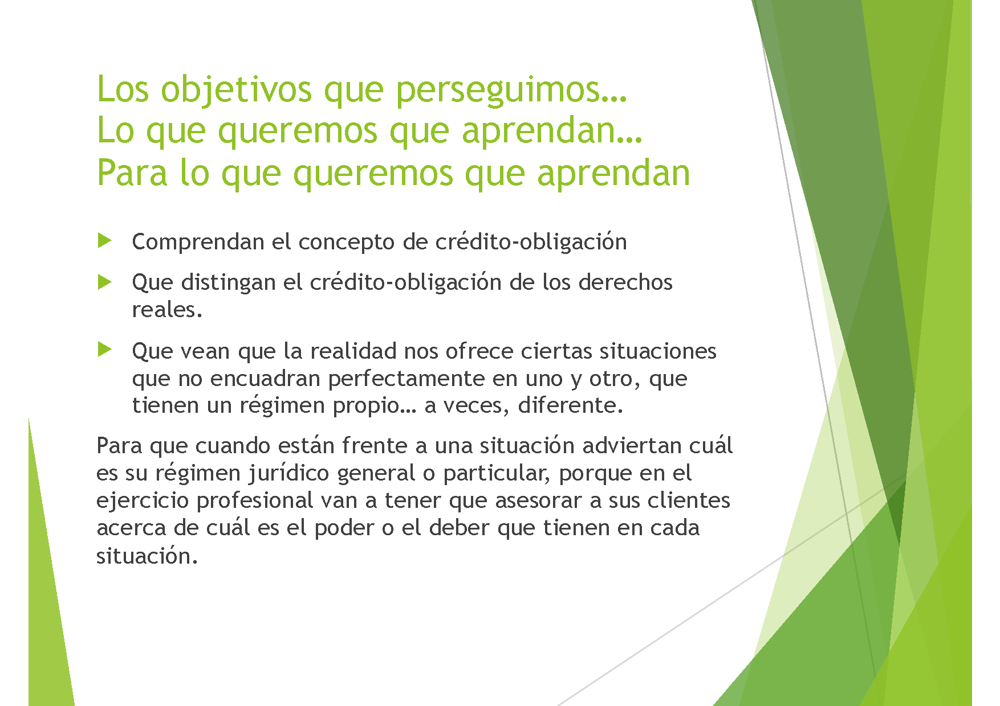 Los objetivos que perseguimos…
Lo que queremos que aprendan…
Para lo que queremos que aprendan
Comprendan el concepto de crédito-obligación
Que distingan el crédito-obligación de los derechos
reales.
Que vean que la realidad nos ofrece ciertas situaciones
que no encuadran perfectamente en uno y otro, que
tienen un régimen propio… a veces, diferente.
Para que cuando están frente a una situación adviertan cuál
es su régimen jurídico general o particular, porque en el
ejercicio profesional van a tener que asesorar a sus clientes
acerca de cuál es el poder o el deber que tienen en cada
situación.